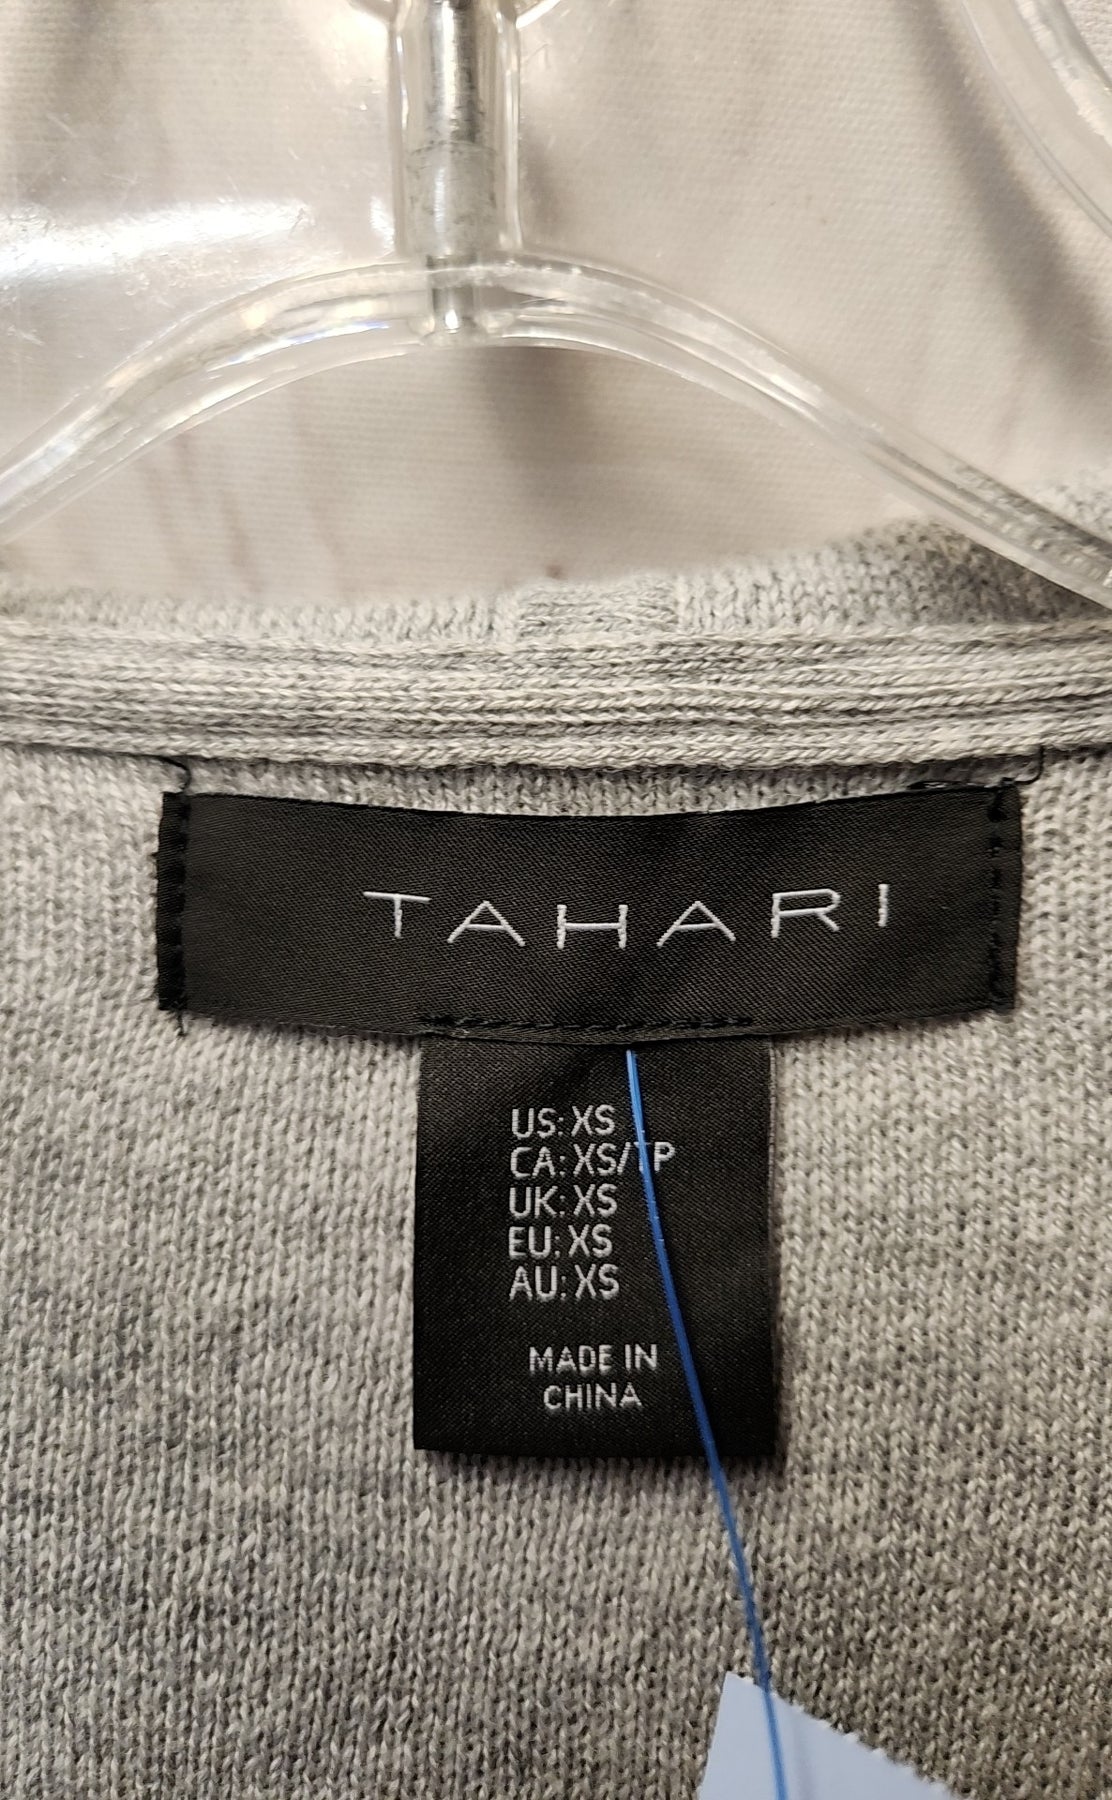 TAHARI
US: XS
CA: XS/TP
UK: XS
EU: XS
AU: XS
MADE IN
CHINA